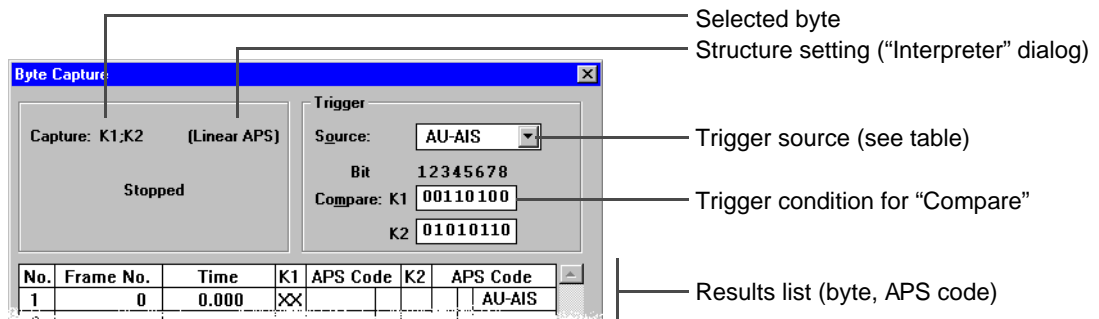 Selected byte
Structure setting (“Interpreter” dialog)
Byte Capture
Trigger
Capture: K1;K2 (Linear APS) Source: AU-AIS
Trigger source (see table)
Bit 12345678
Stopped
Compare: K1 00110100
Trigger condition for “Compare”
K2 01010110
No. Frame No. Time K1 APS Code K2 APS Code
1 0 0.000 XX AU-AIS
Results list (byte, APS code)